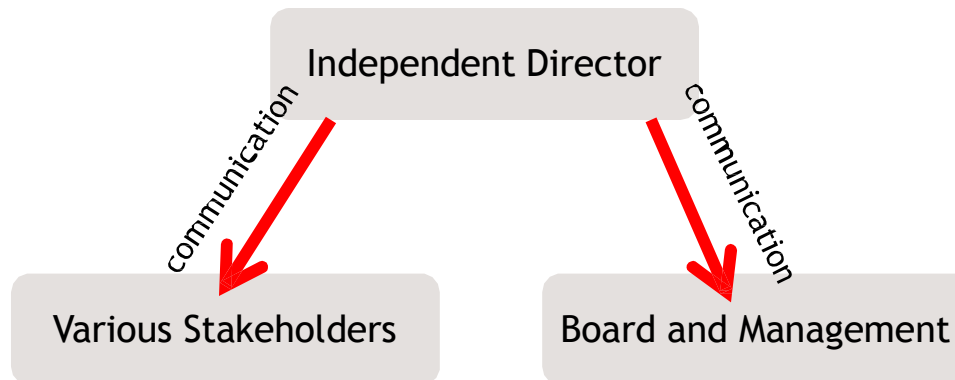 Independent Director
communication
communication
Various Stakeholders
Board and Management